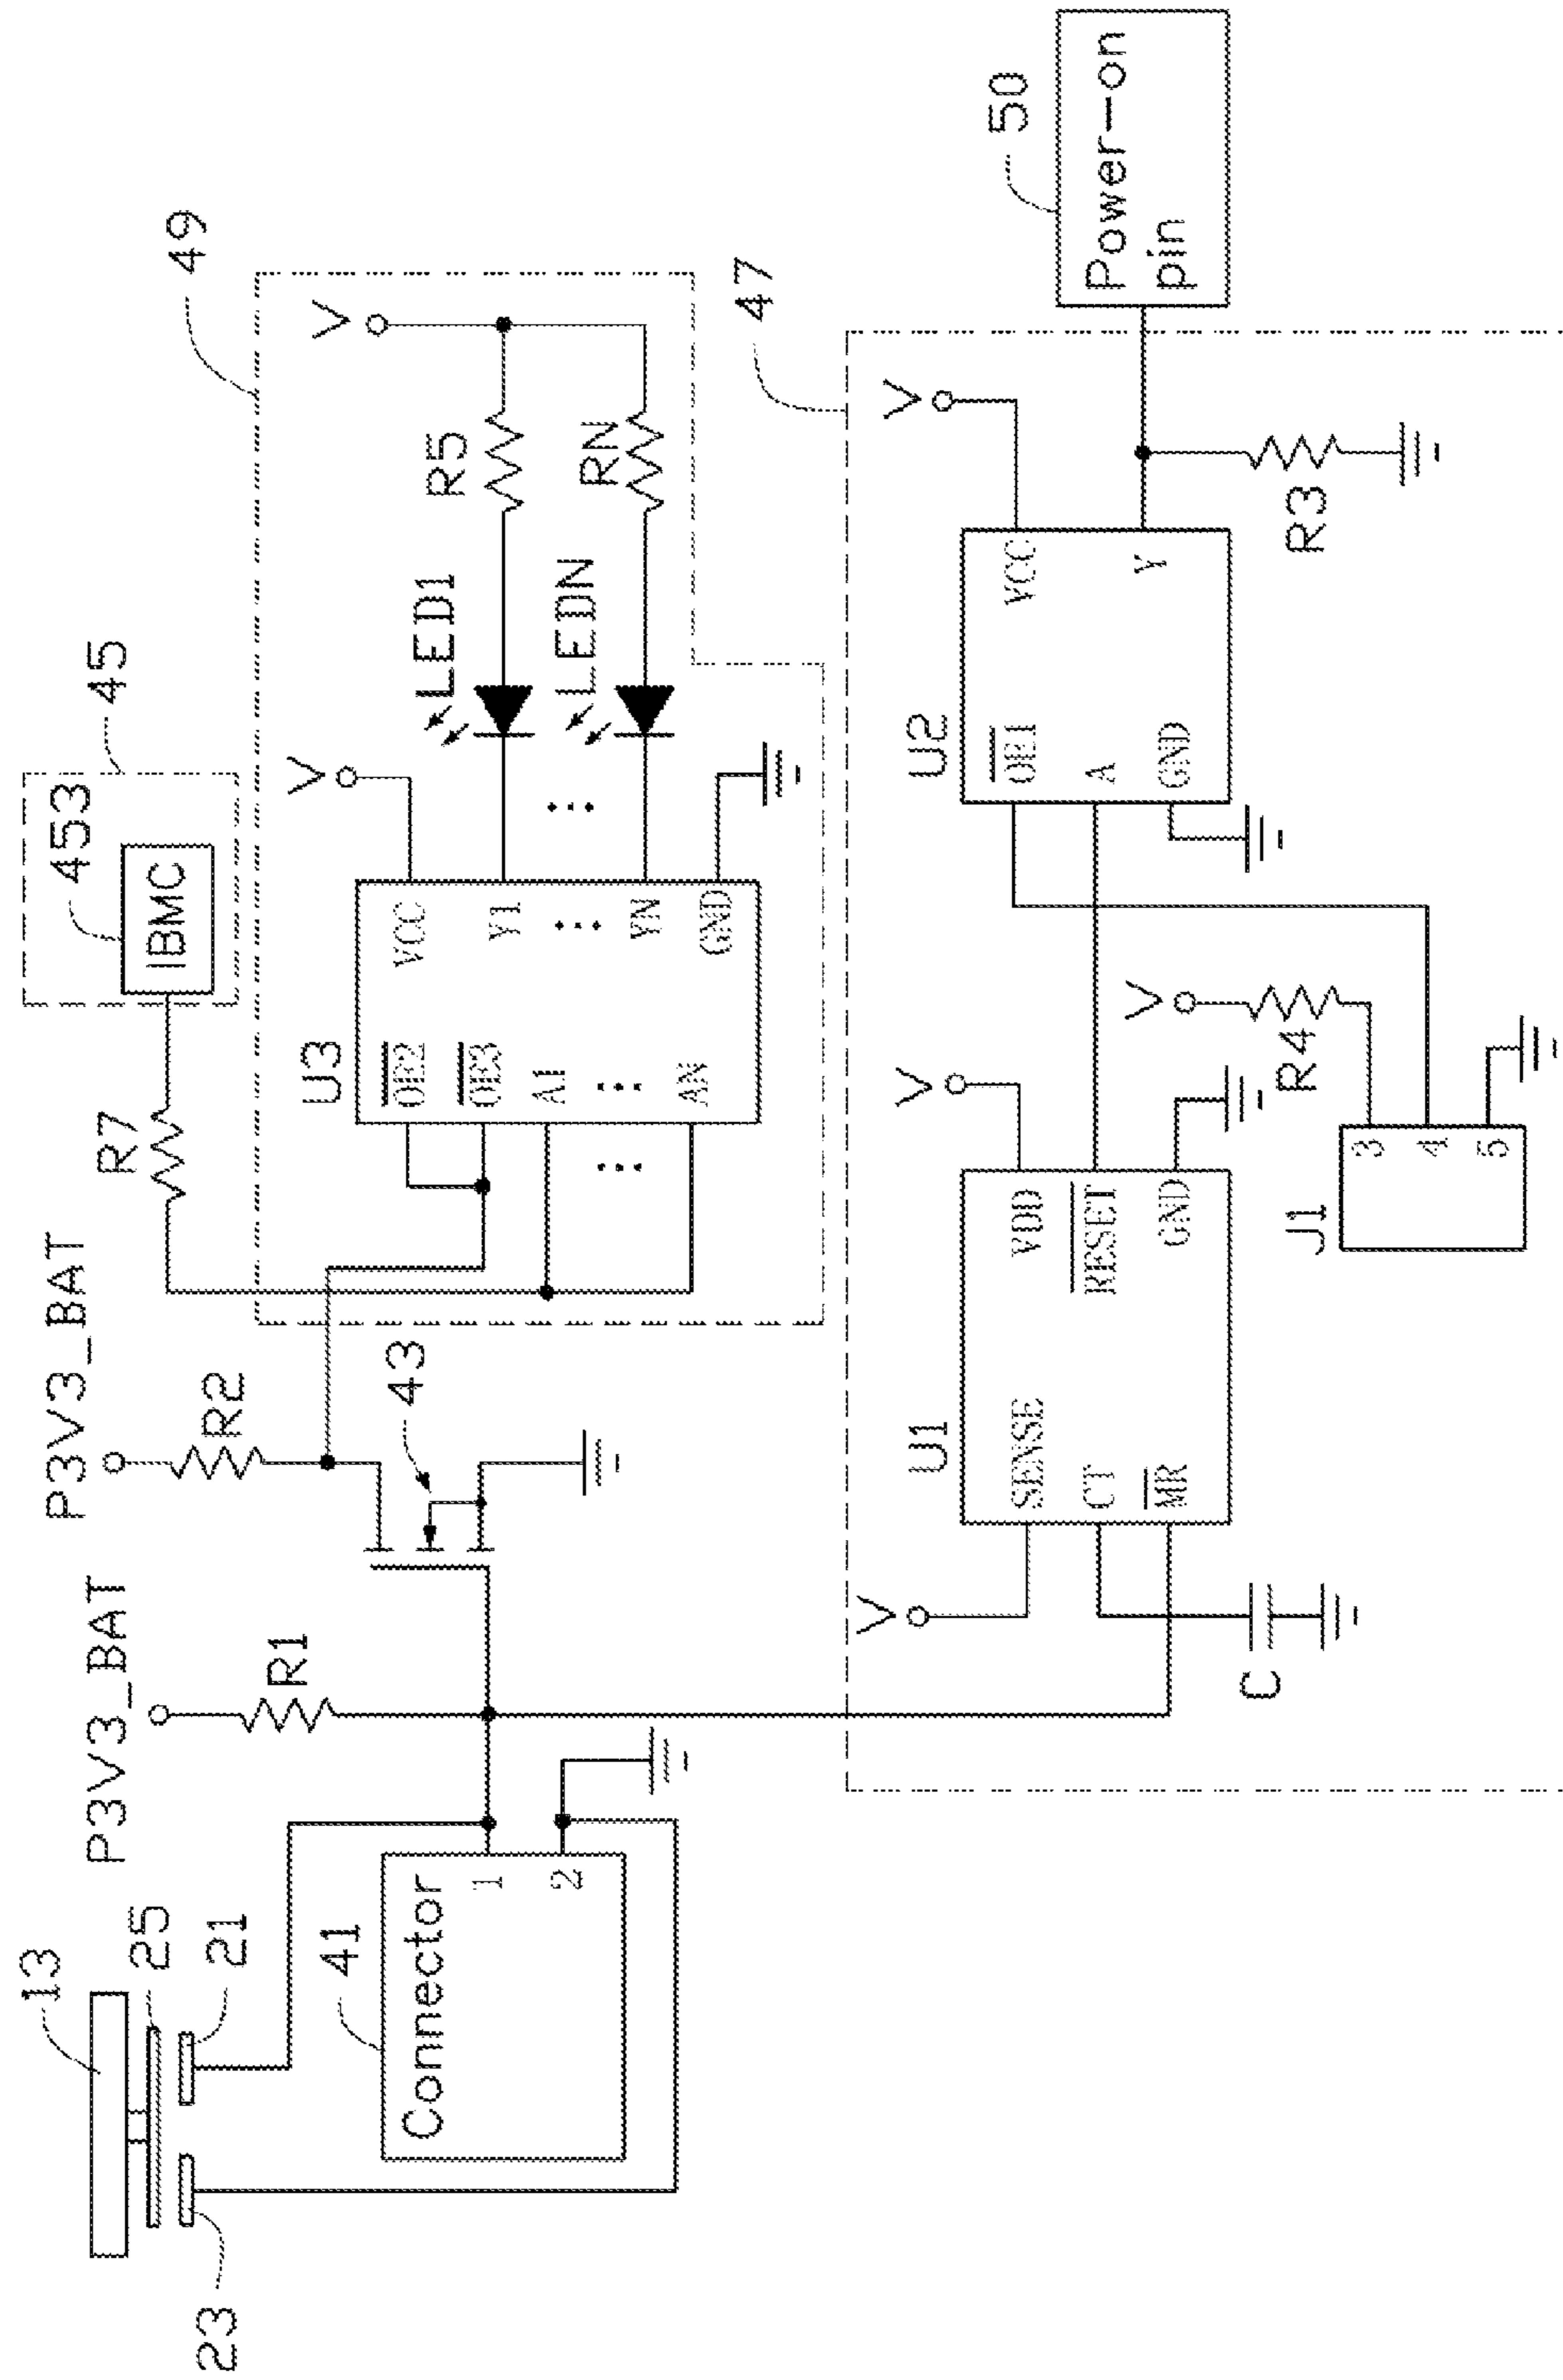 13
25
21
23
41
Connector
1
2
P3V3_BAT
R1
P3V3_BAT
R2
43
R7
45
453
IBMC
49
U3
OE2
OE3
A1
⋮
AN
VCC
Y1
⋮
YN
GND
⋮
⋮
V
LED1
LEDN
R5
RN
V
47
U1
SENSE
CT
MR
VDD
RESET
GND
V
C
V
J1
3
4
5
R4
V
U2
OE1
A
GND
VCC
Y
V
R3
50
Power-on
pin